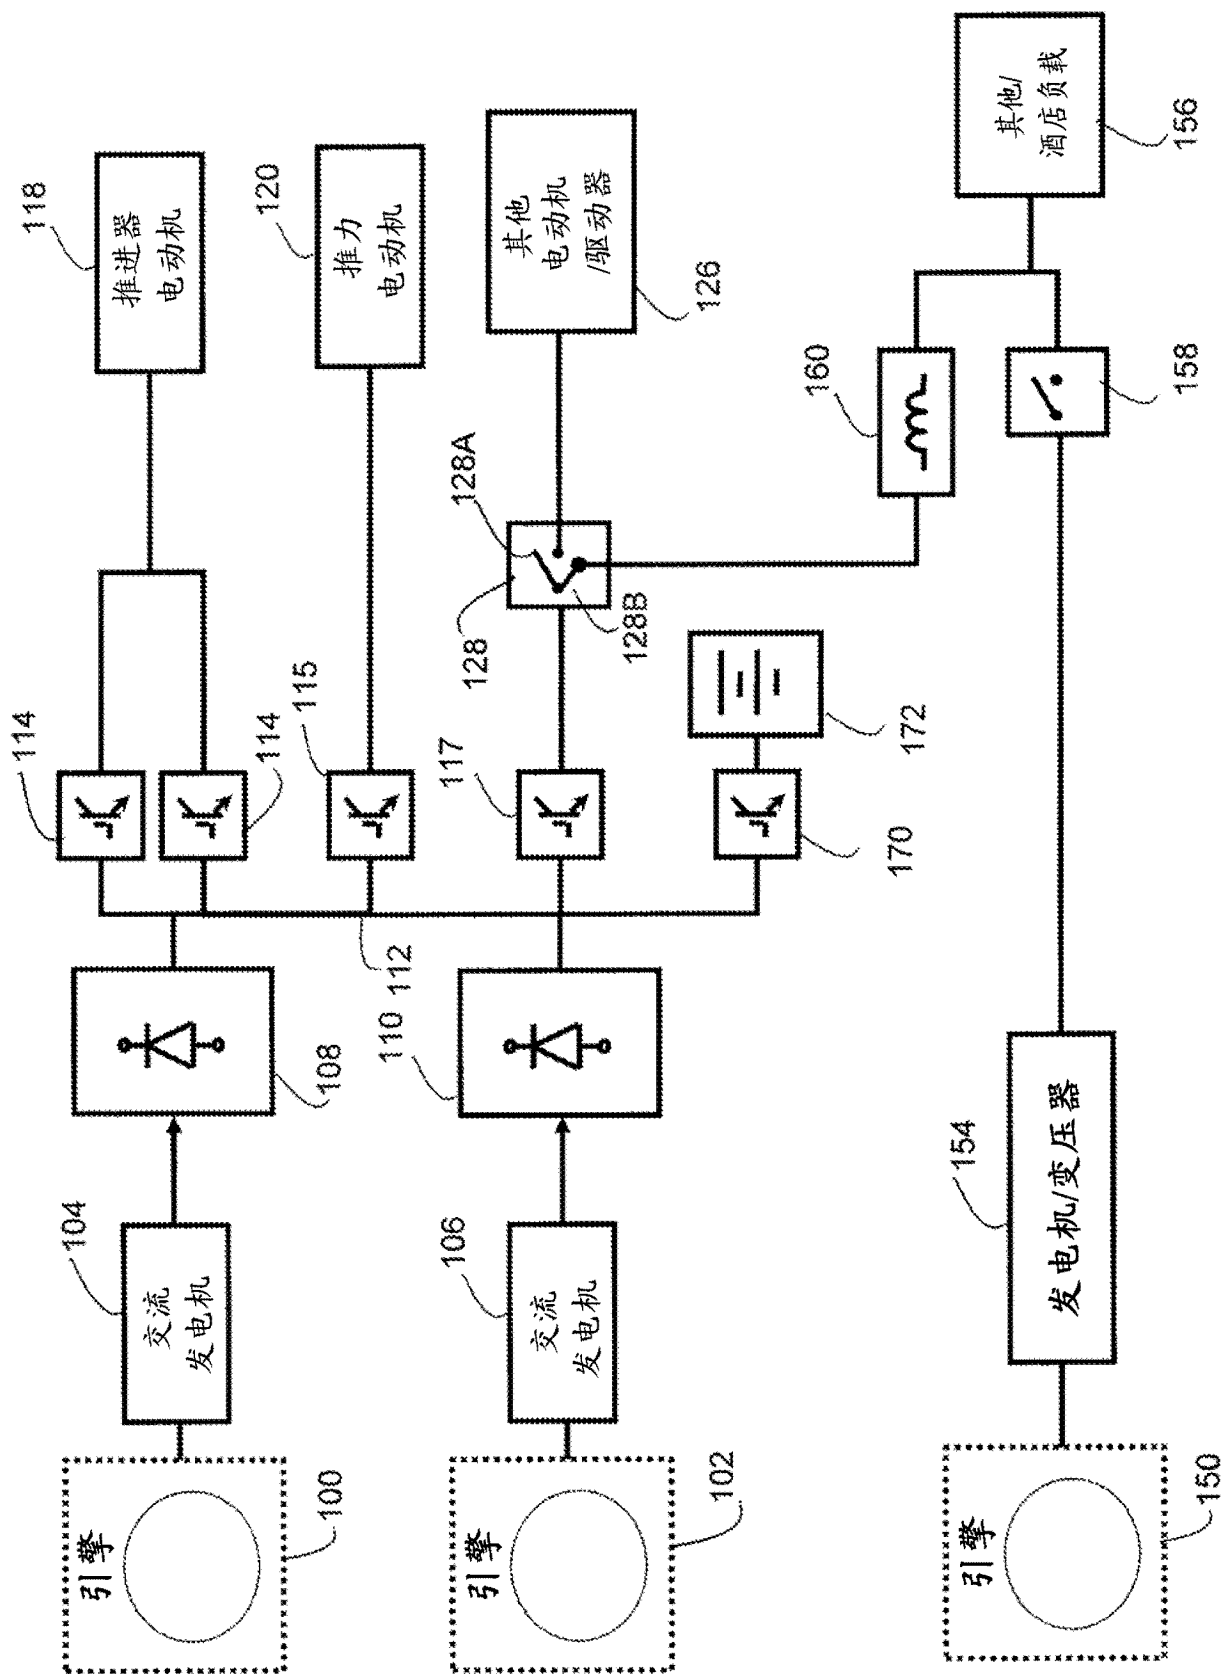 118
推进器
电动机
120
推力
电动机
其他
电动机
/驱动器
126
其他/
酒店负载
156
160
158
128A
128
128B
114
114
115
117
172
170
112
108
110
154
发电机/变压器
104
交流
发电机
106
交流
发电机
引擎
100
引擎
102
引擎
150